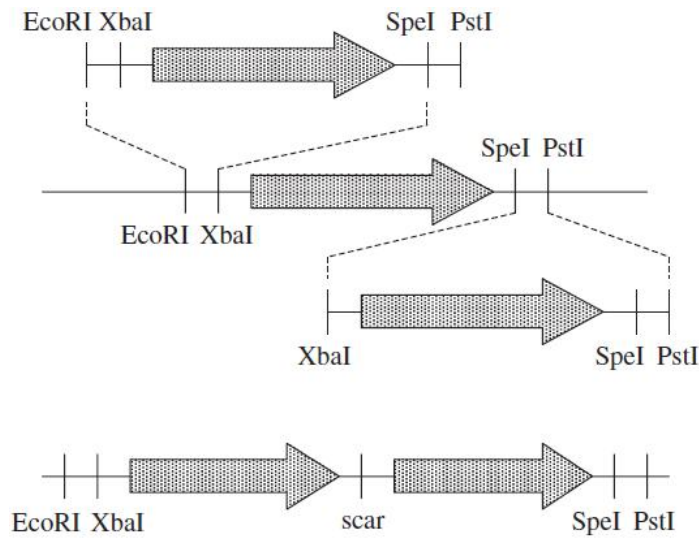 EcoRI XbaI SpeI PstI
SpeI PstI
EcoRI XbaI
XbaI SpeI PstI
EcoRI XbaI scar SpeI PstI